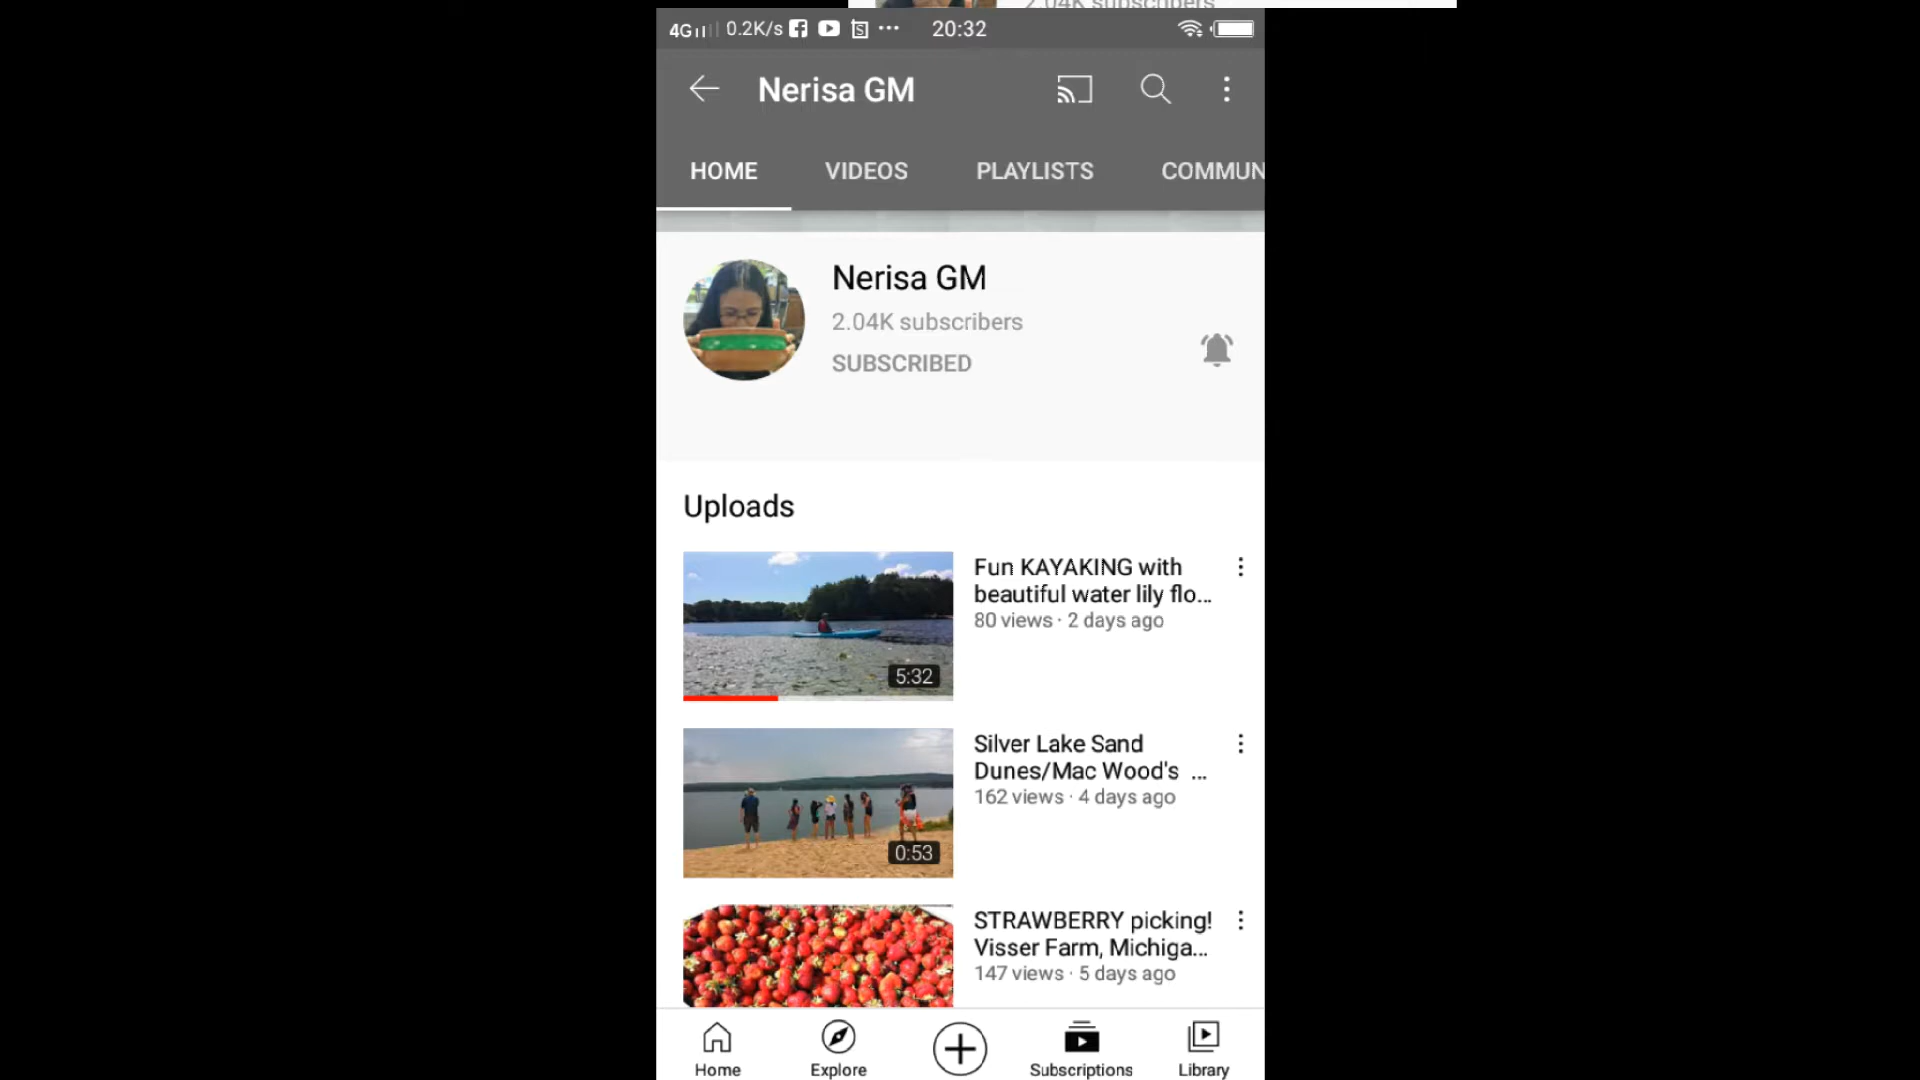 2.04K subscribers
4G 0.2K/s 20:32
Nerisa GM
HOME VIDEOS PLAYLISTS COMMUN
Nerisa GM
2.04K subscribers
SUBSCRIBED
Uploads
Fun KAYAKING with
beautiful water lily flo...
80 views · 2 days ago
5:32
Silver Lake Sand
Dunes/Mac Wood's ...
162 views · 4 days ago
0:53
STRAWBERRY picking!
Visser Farm, Michiga...
147 views · 5 days ago
Home Explore Subscriptions Library